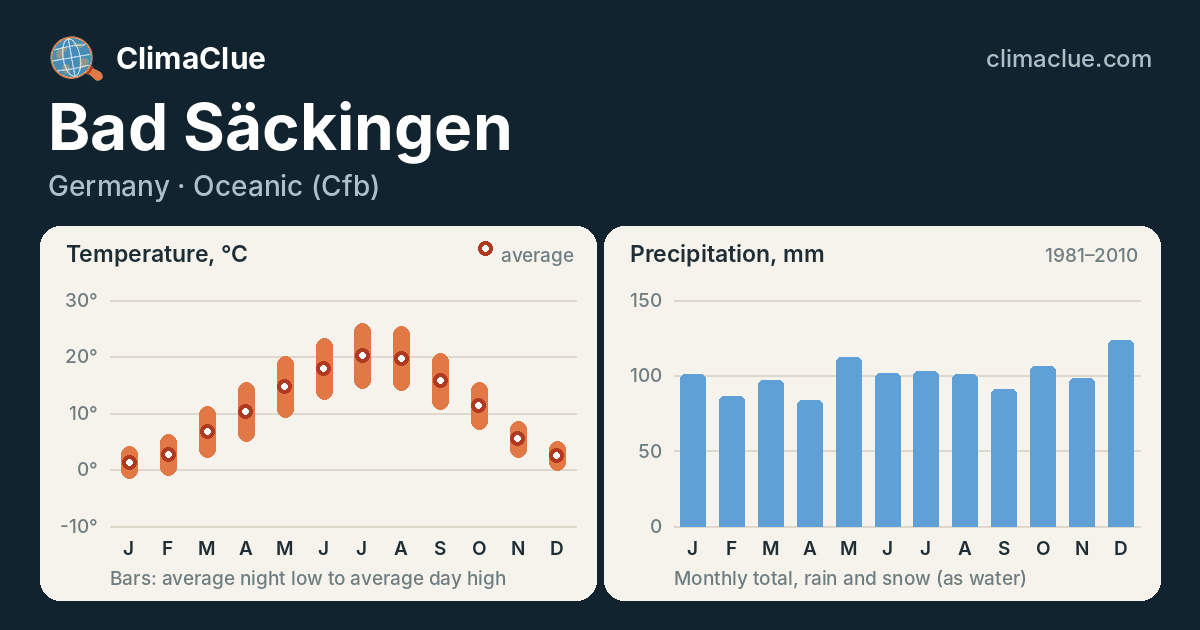 ClimaClue
climaclue.com
Bad Säckingen
Germany · Oceanic (Cfb)
Temperature, °C
average
30°
20°
10°
0°
-10°
J F M A M J J A S O N D
Bars: average night low to average day high
Precipitation, mm
1981–2010
150
100
50
0
J F M A M J J A S O N D
Monthly total, rain and snow (as water)